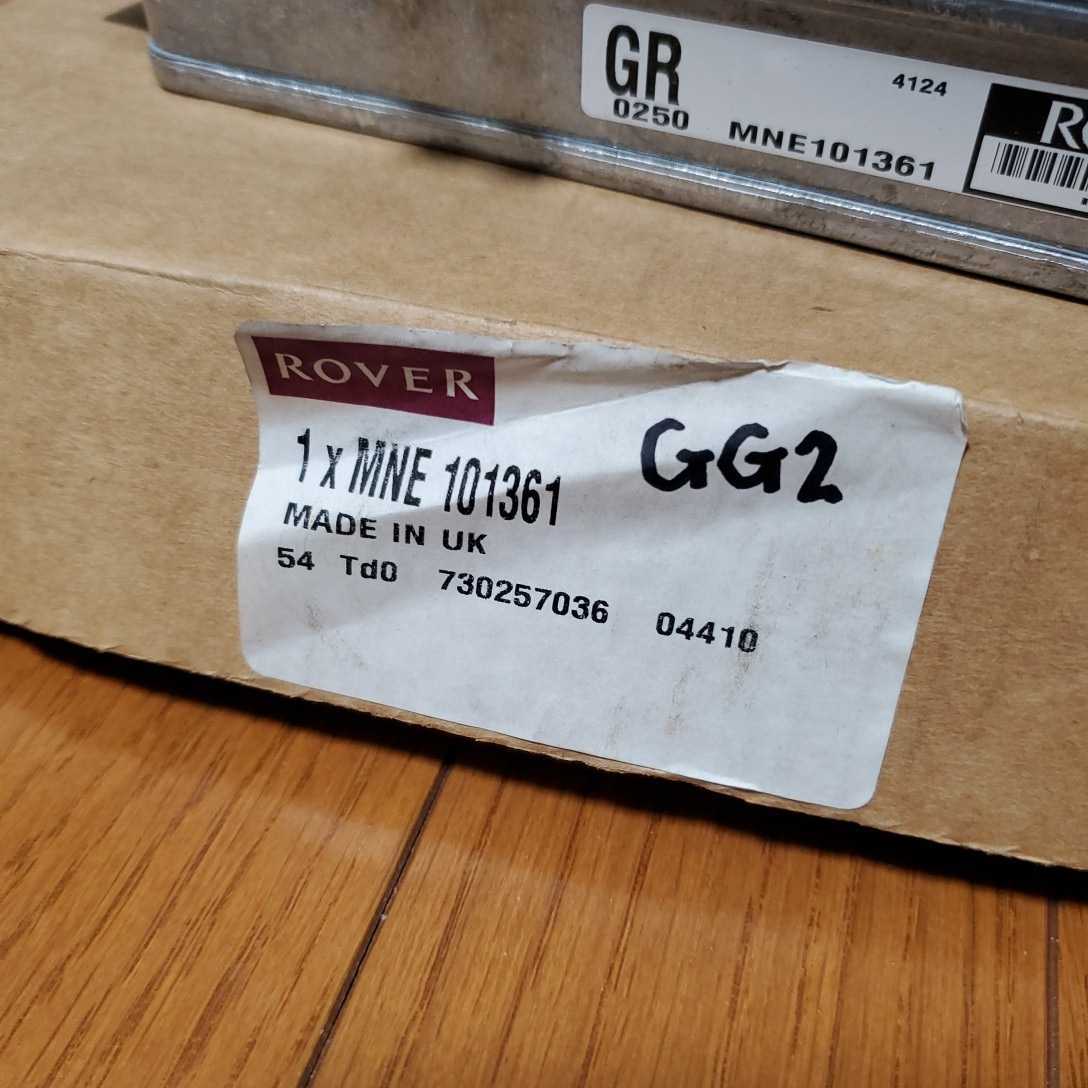 GR
4124
0250 MNE101361
ROVER
1 x MNE 101361
GG2
MADE IN UK
54 Td0 730257036 04410